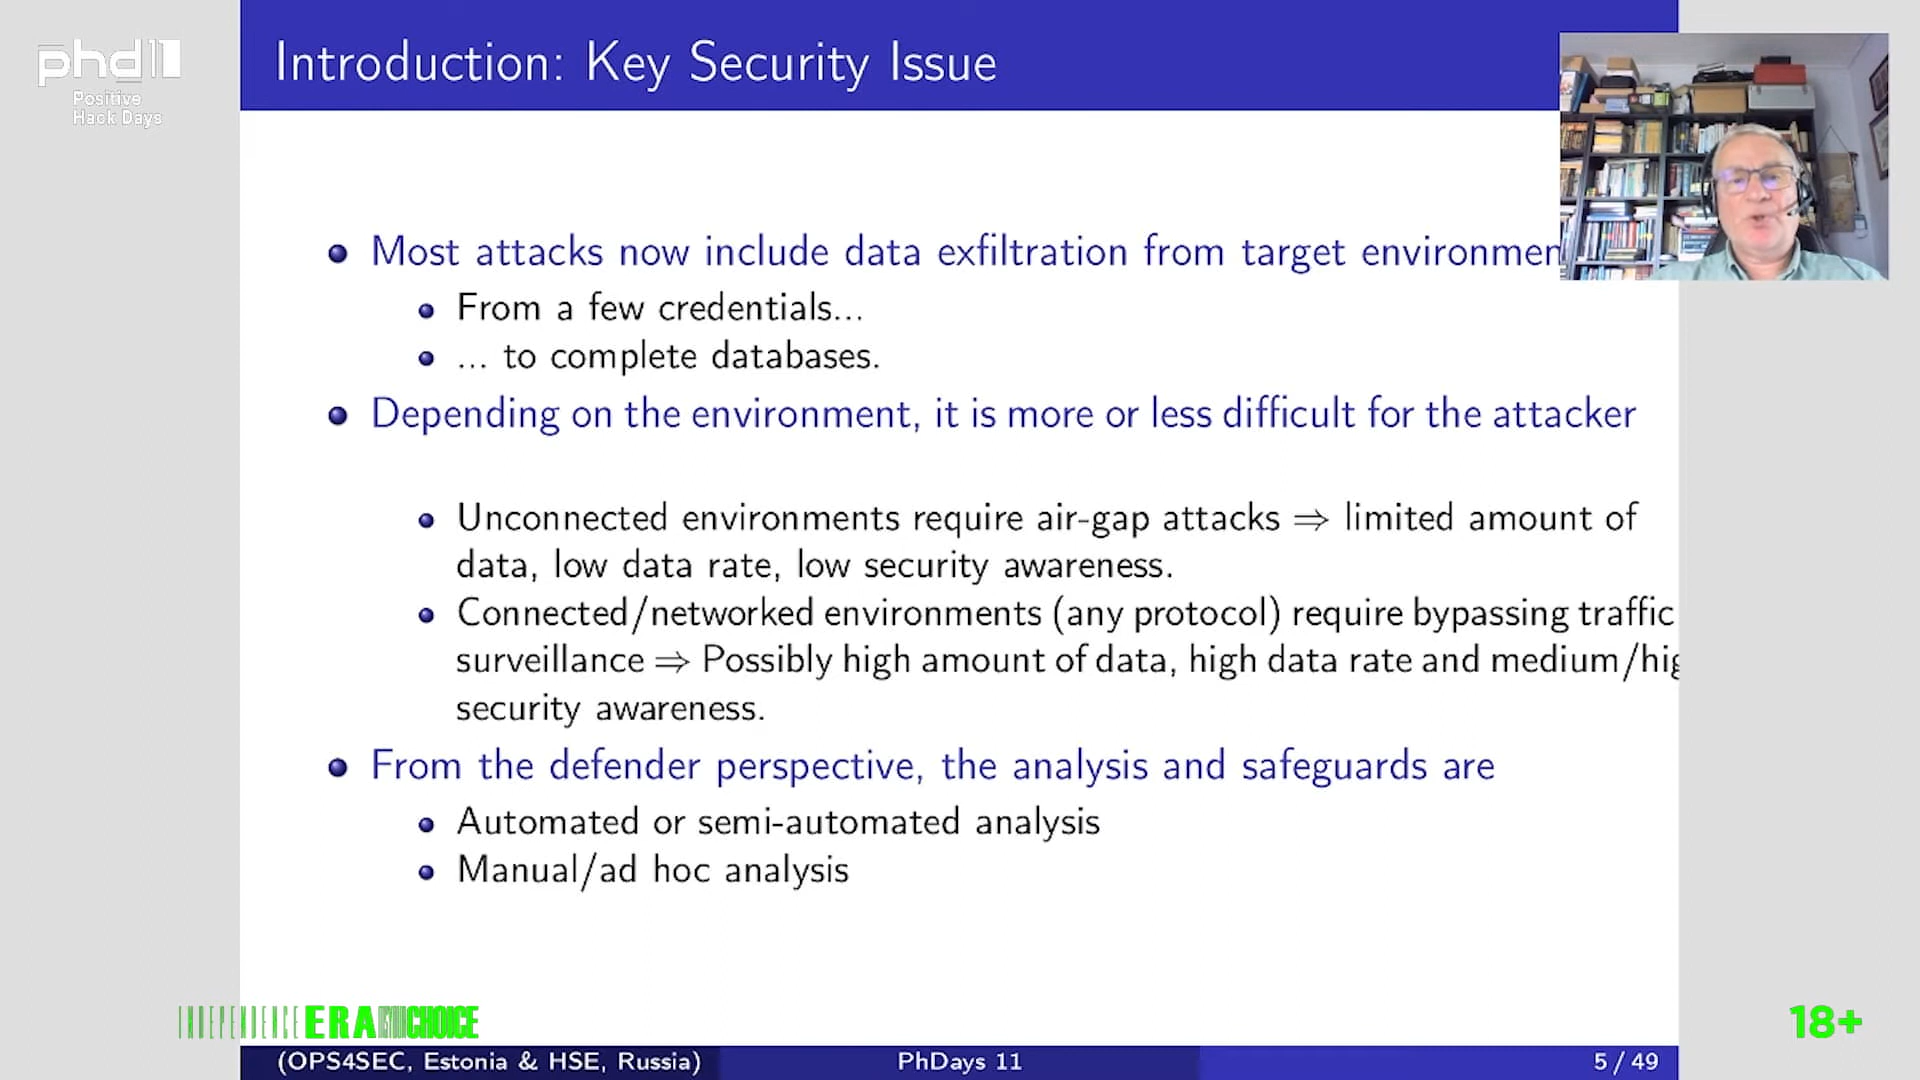 phd11
Positive
Hack Days
Introduction: Key Security Issue
Most attacks now include data exfiltration from target environmen
From a few credentials...
... to complete databases.
Depending on the environment, it is more or less difficult for the attacker
Unconnected environments require air-gap attacks ⇒ limited amount of
data, low data rate, low security awareness.
Connected/networked environments (any protocol) require bypassing traffic
surveillance ⇒ Possibly high amount of data, high data rate and medium/hig
security awareness.
From the defender perspective, the analysis and safeguards are
Automated or semi-automated analysis
Manual/ad hoc analysis
INDEPENDENCE ERA CHOICE
18+
(OPS4SEC, Estonia & HSE, Russia) PhDays 11 5 / 49